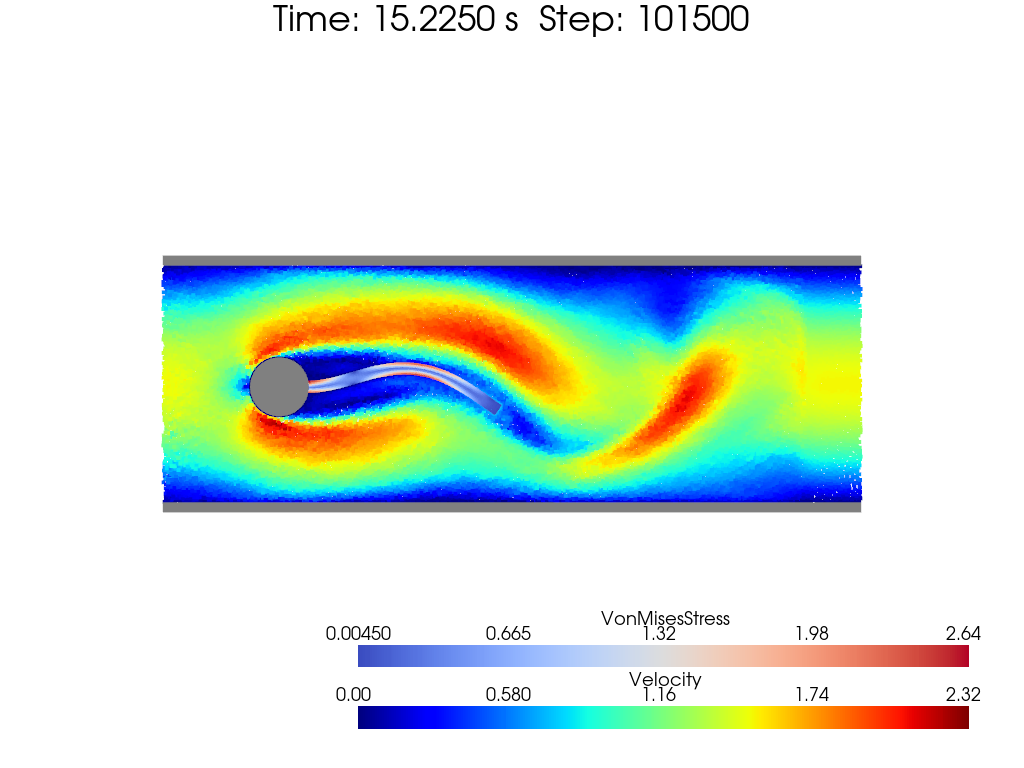 Time: 15.2250 s  Step: 101500
VonMisesStress
0.00450 0.665 1.32 1.98 2.64
Velocity
0.00 0.580 1.16 1.74 2.32